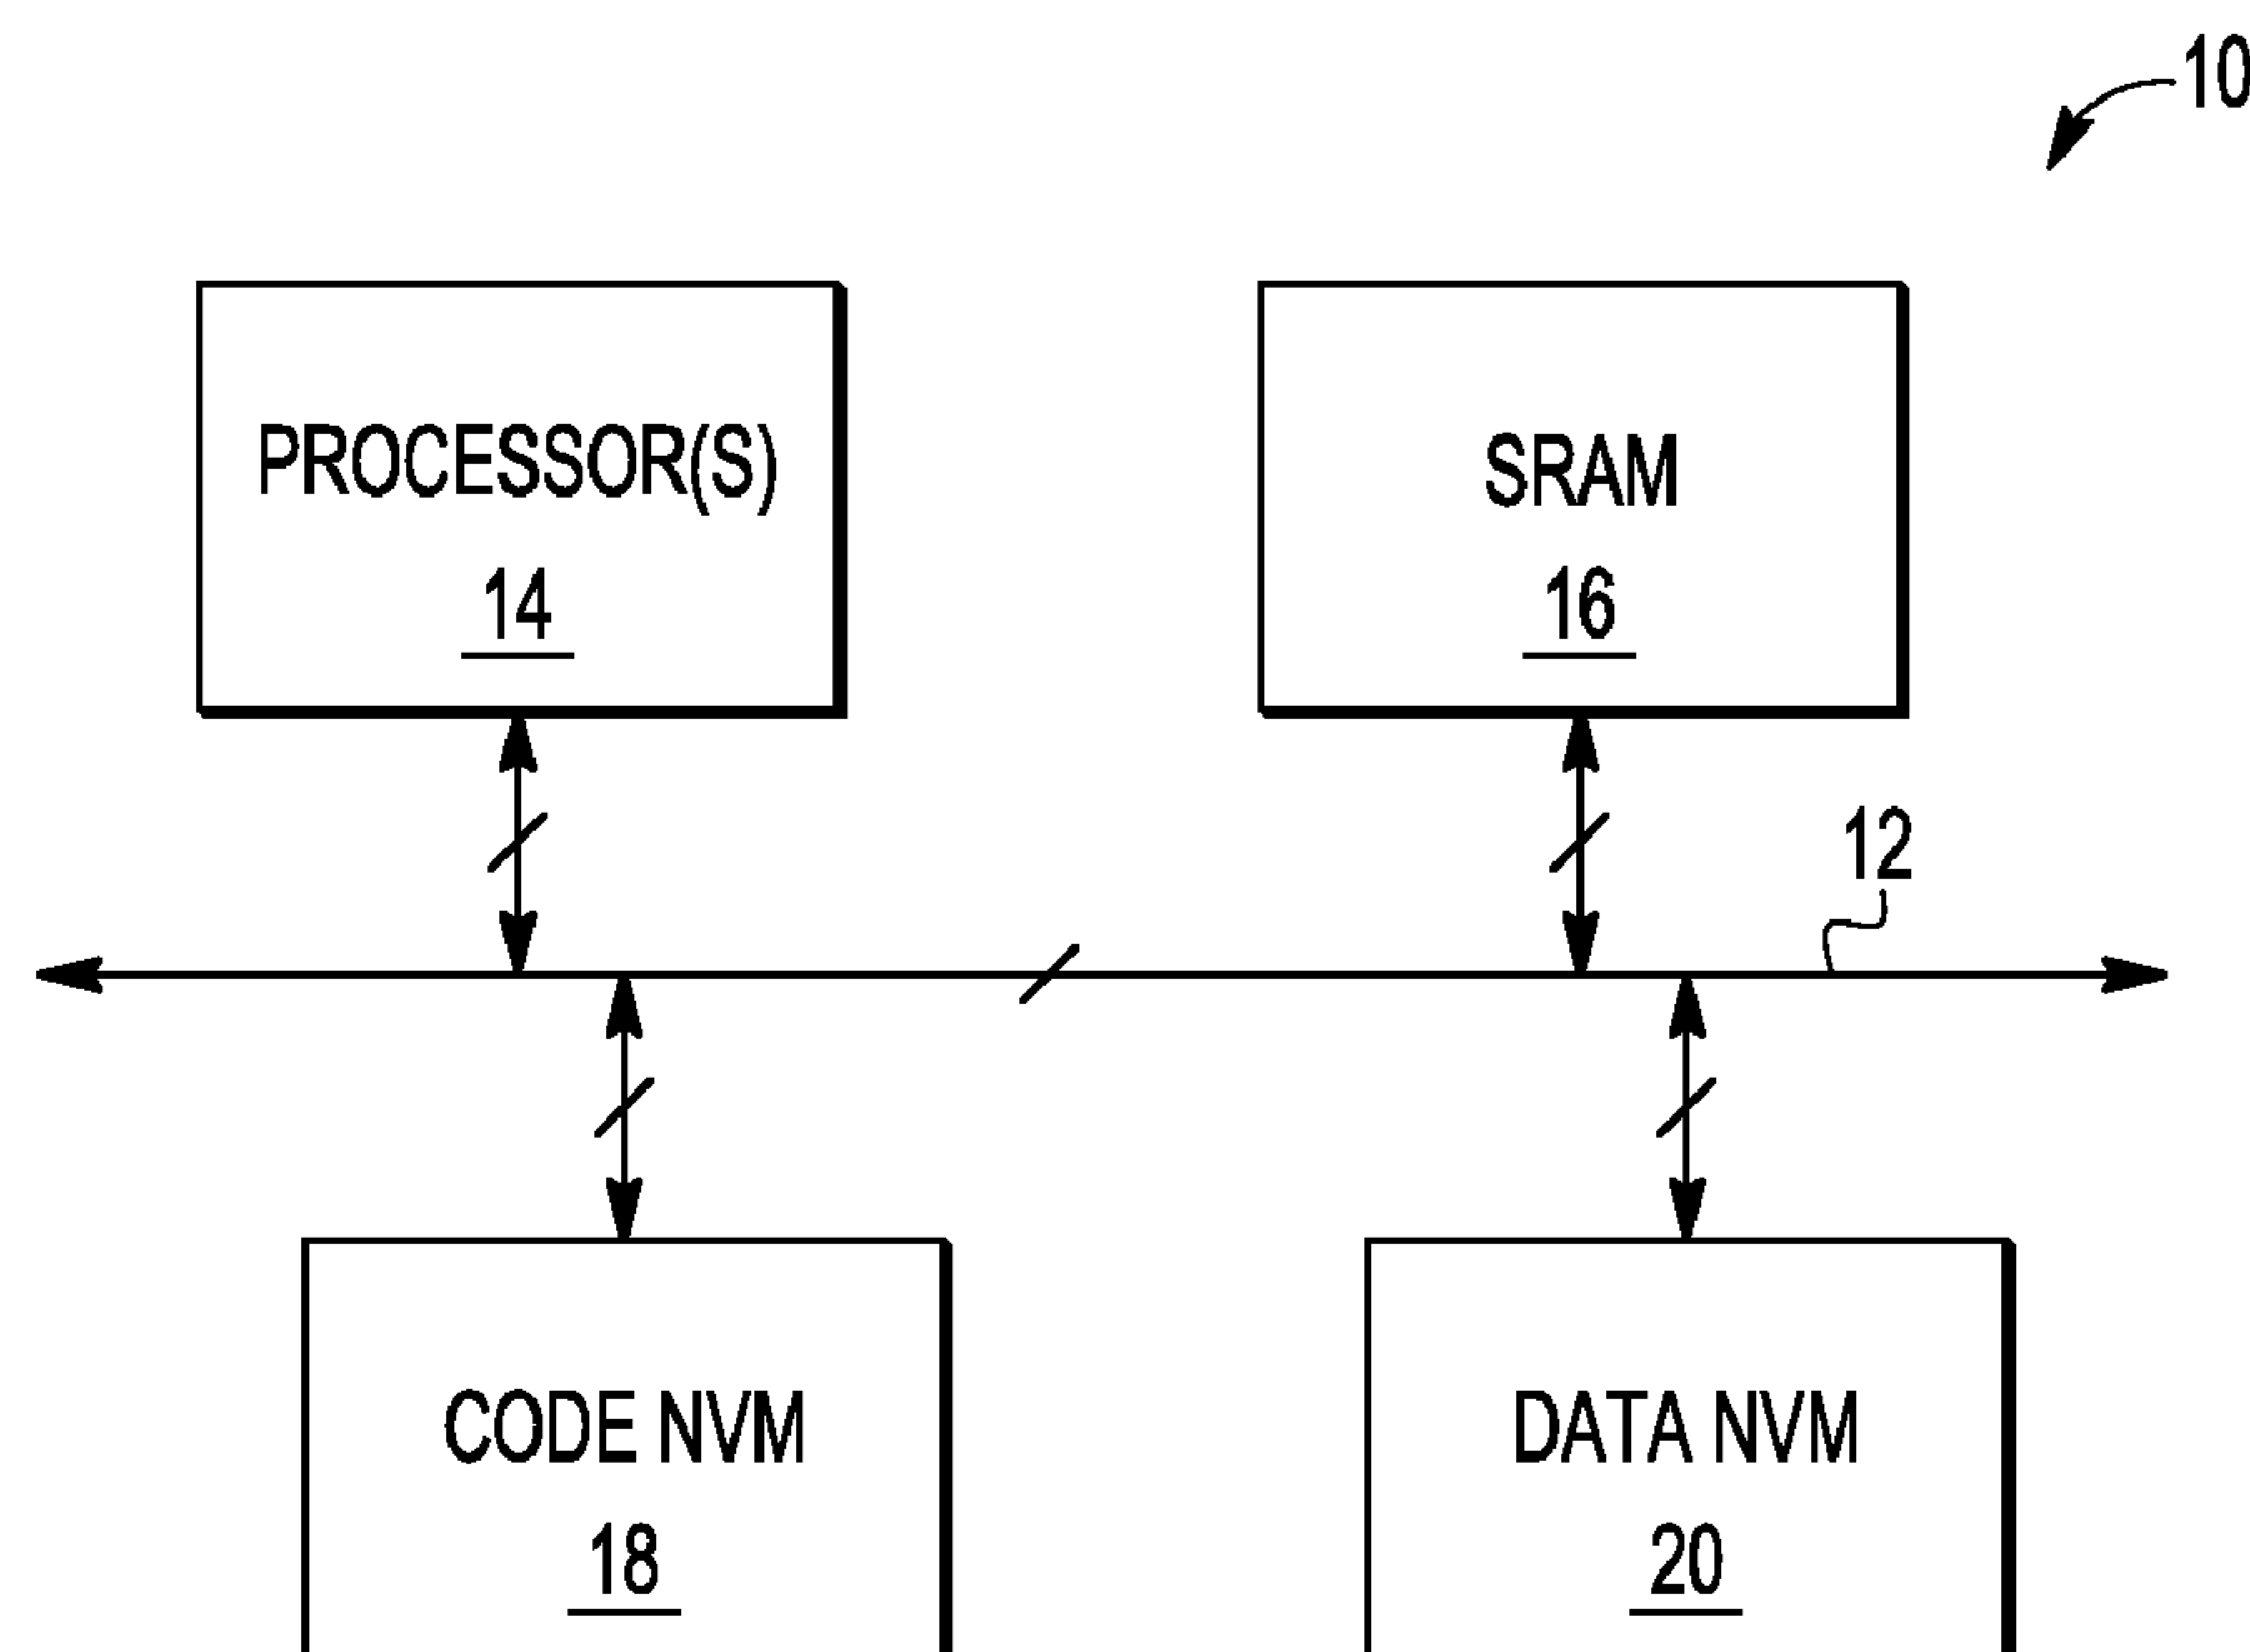 10
PROCESSOR(S)
14
SRAM
16
12
CODE NVM
18
DATA NVM
20